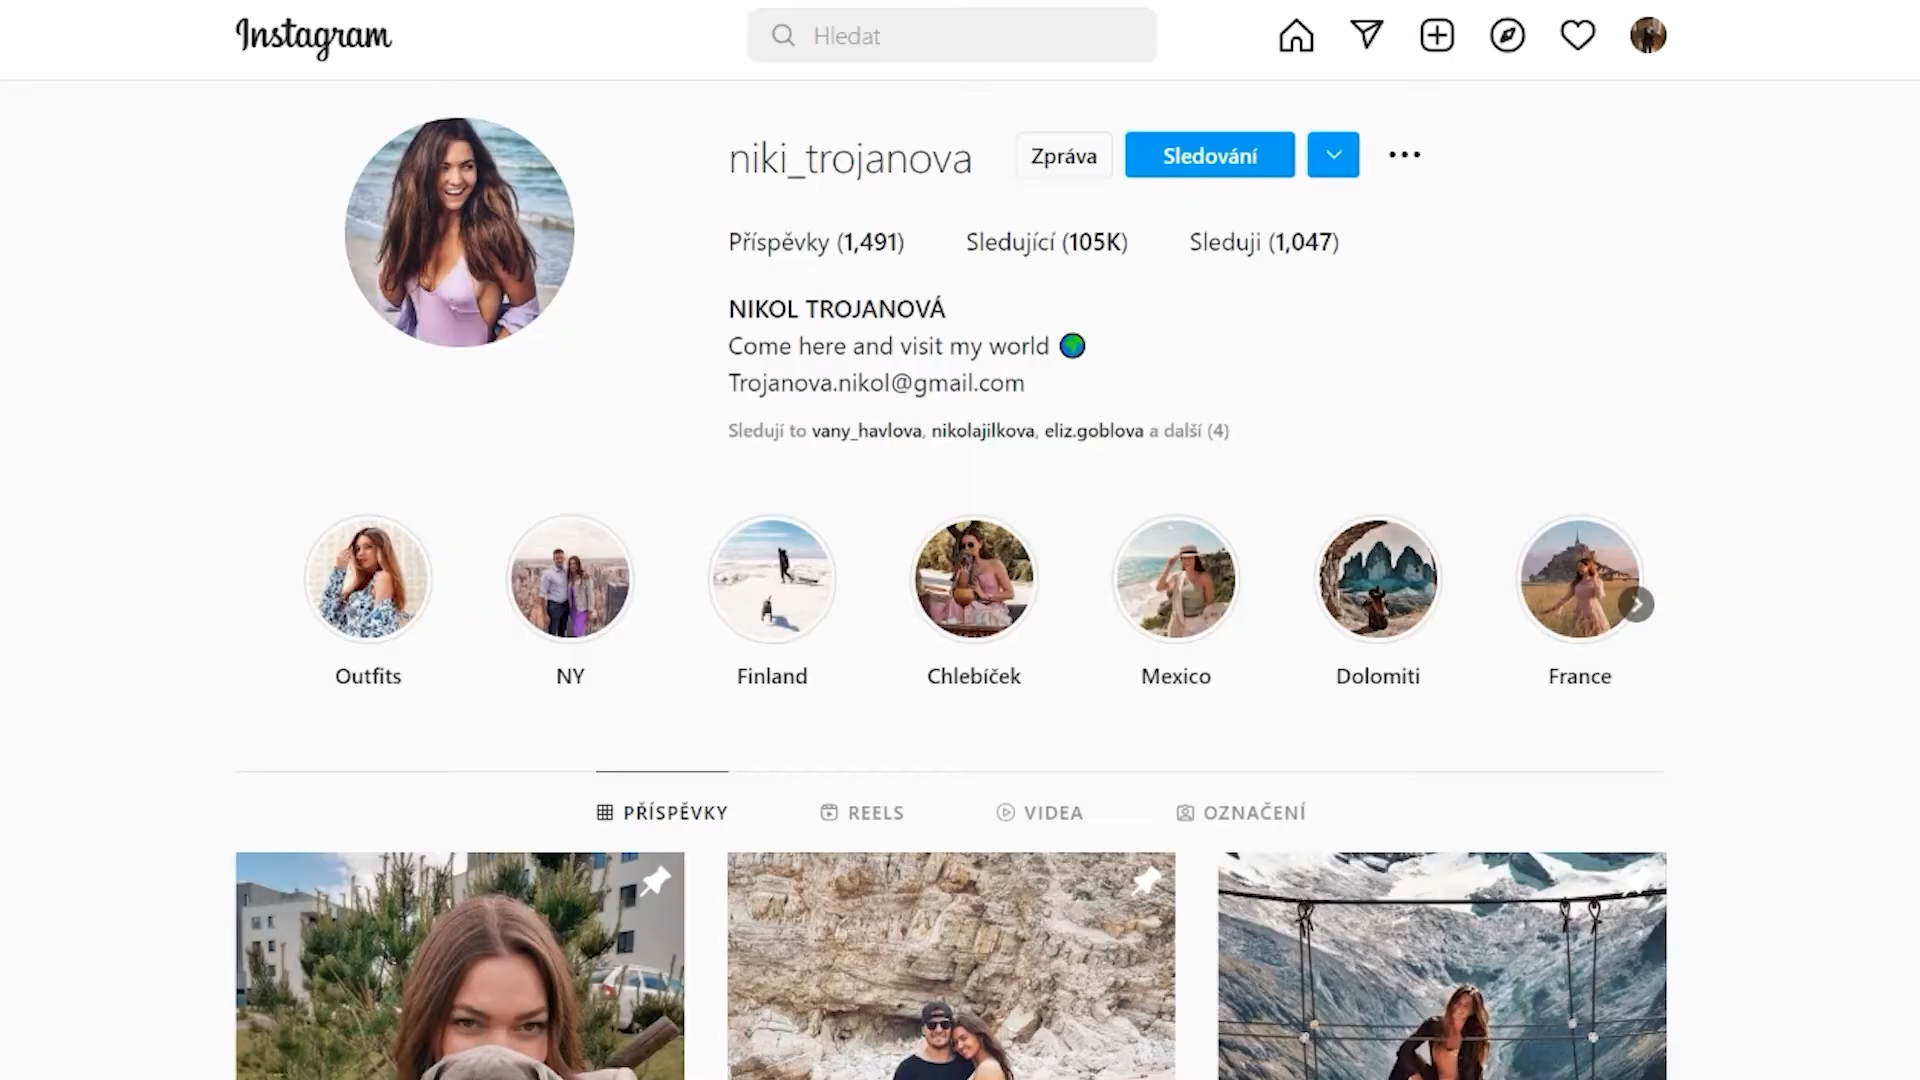 Instagram
Hledat
niki_trojanova
Zpráva
Sledování
Příspěvky (1,491)
Sledující (105K)
Sleduji (1,047)
NIKOL TROJANOVÁ
Come here and visit my world 🌍
Trojanova.nikol@gmail.com
Sledují to vany_havlova, nikolajilkova, eliz.goblova a další (4)
Outfits
NY
Finland
Chlebíček
Mexico
Dolomiti
France
PŘÍSPĚVKY
REELS
VIDEA
OZNAČENÍ